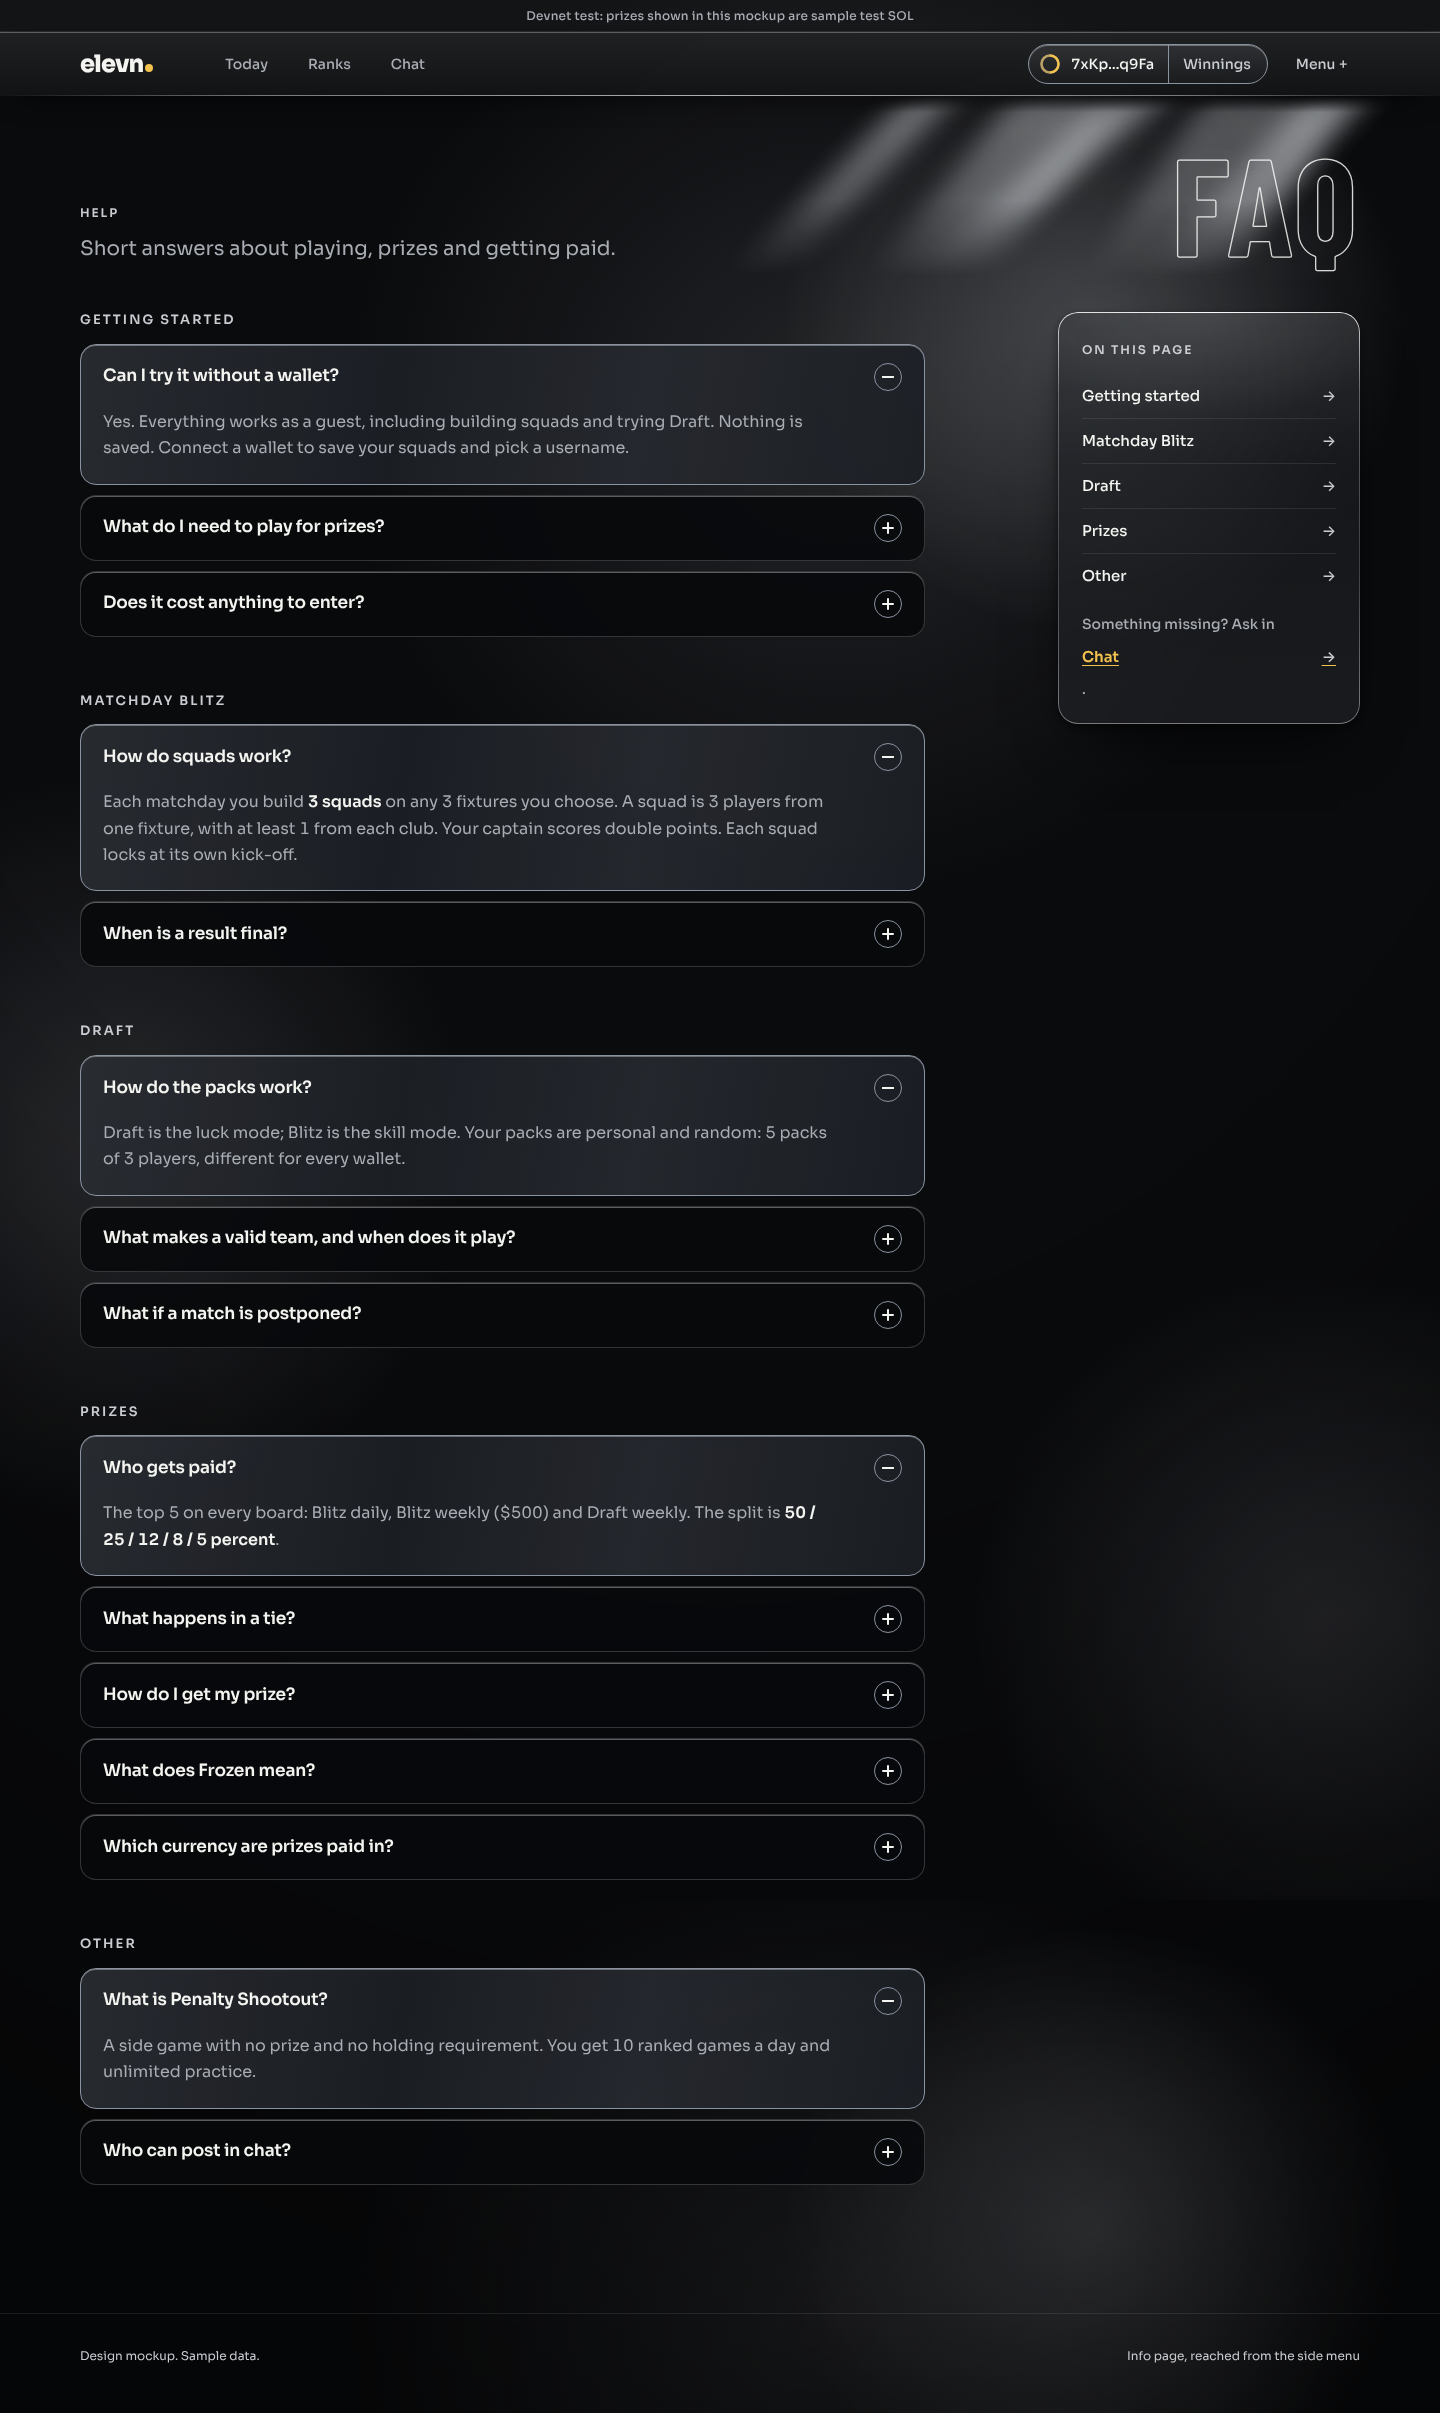 Devnet test: prizes shown in this mockup are sample test SOL
elevn.
Today
Ranks
Chat
7xKp...q9Fa
Winnings
Menu +
FAQ
HELP
Short answers about playing, prizes and getting paid.
GETTING STARTED
Can I try it without a wallet?
Yes. Everything works as a guest, including building squads and trying Draft. Nothing is
saved. Connect a wallet to save your squads and pick a username.
What do I need to play for prizes?
Does it cost anything to enter?
ON THIS PAGE
Getting started →
Matchday Blitz →
Draft →
Prizes →
Other →
Something missing? Ask in
Chat →
.
MATCHDAY BLITZ
How do squads work?
Each matchday you build 3 squads on any 3 fixtures you choose. A squad is 3 players from
one fixture, with at least 1 from each club. Your captain scores double points. Each squad
locks at its own kick-off.
When is a result final?
DRAFT
How do the packs work?
Draft is the luck mode; Blitz is the skill mode. Your packs are personal and random: 5 packs
of 3 players, different for every wallet.
What makes a valid team, and when does it play?
What if a match is postponed?
PRIZES
Who gets paid?
The top 5 on every board: Blitz daily, Blitz weekly ($500) and Draft weekly. The split is 50 /
25 / 12 / 8 / 5 percent.
What happens in a tie?
How do I get my prize?
What does Frozen mean?
Which currency are prizes paid in?
OTHER
What is Penalty Shootout?
A side game with no prize and no holding requirement. You get 10 ranked games a day and
unlimited practice.
Who can post in chat?
Design mockup. Sample data.
Info page, reached from the side menu